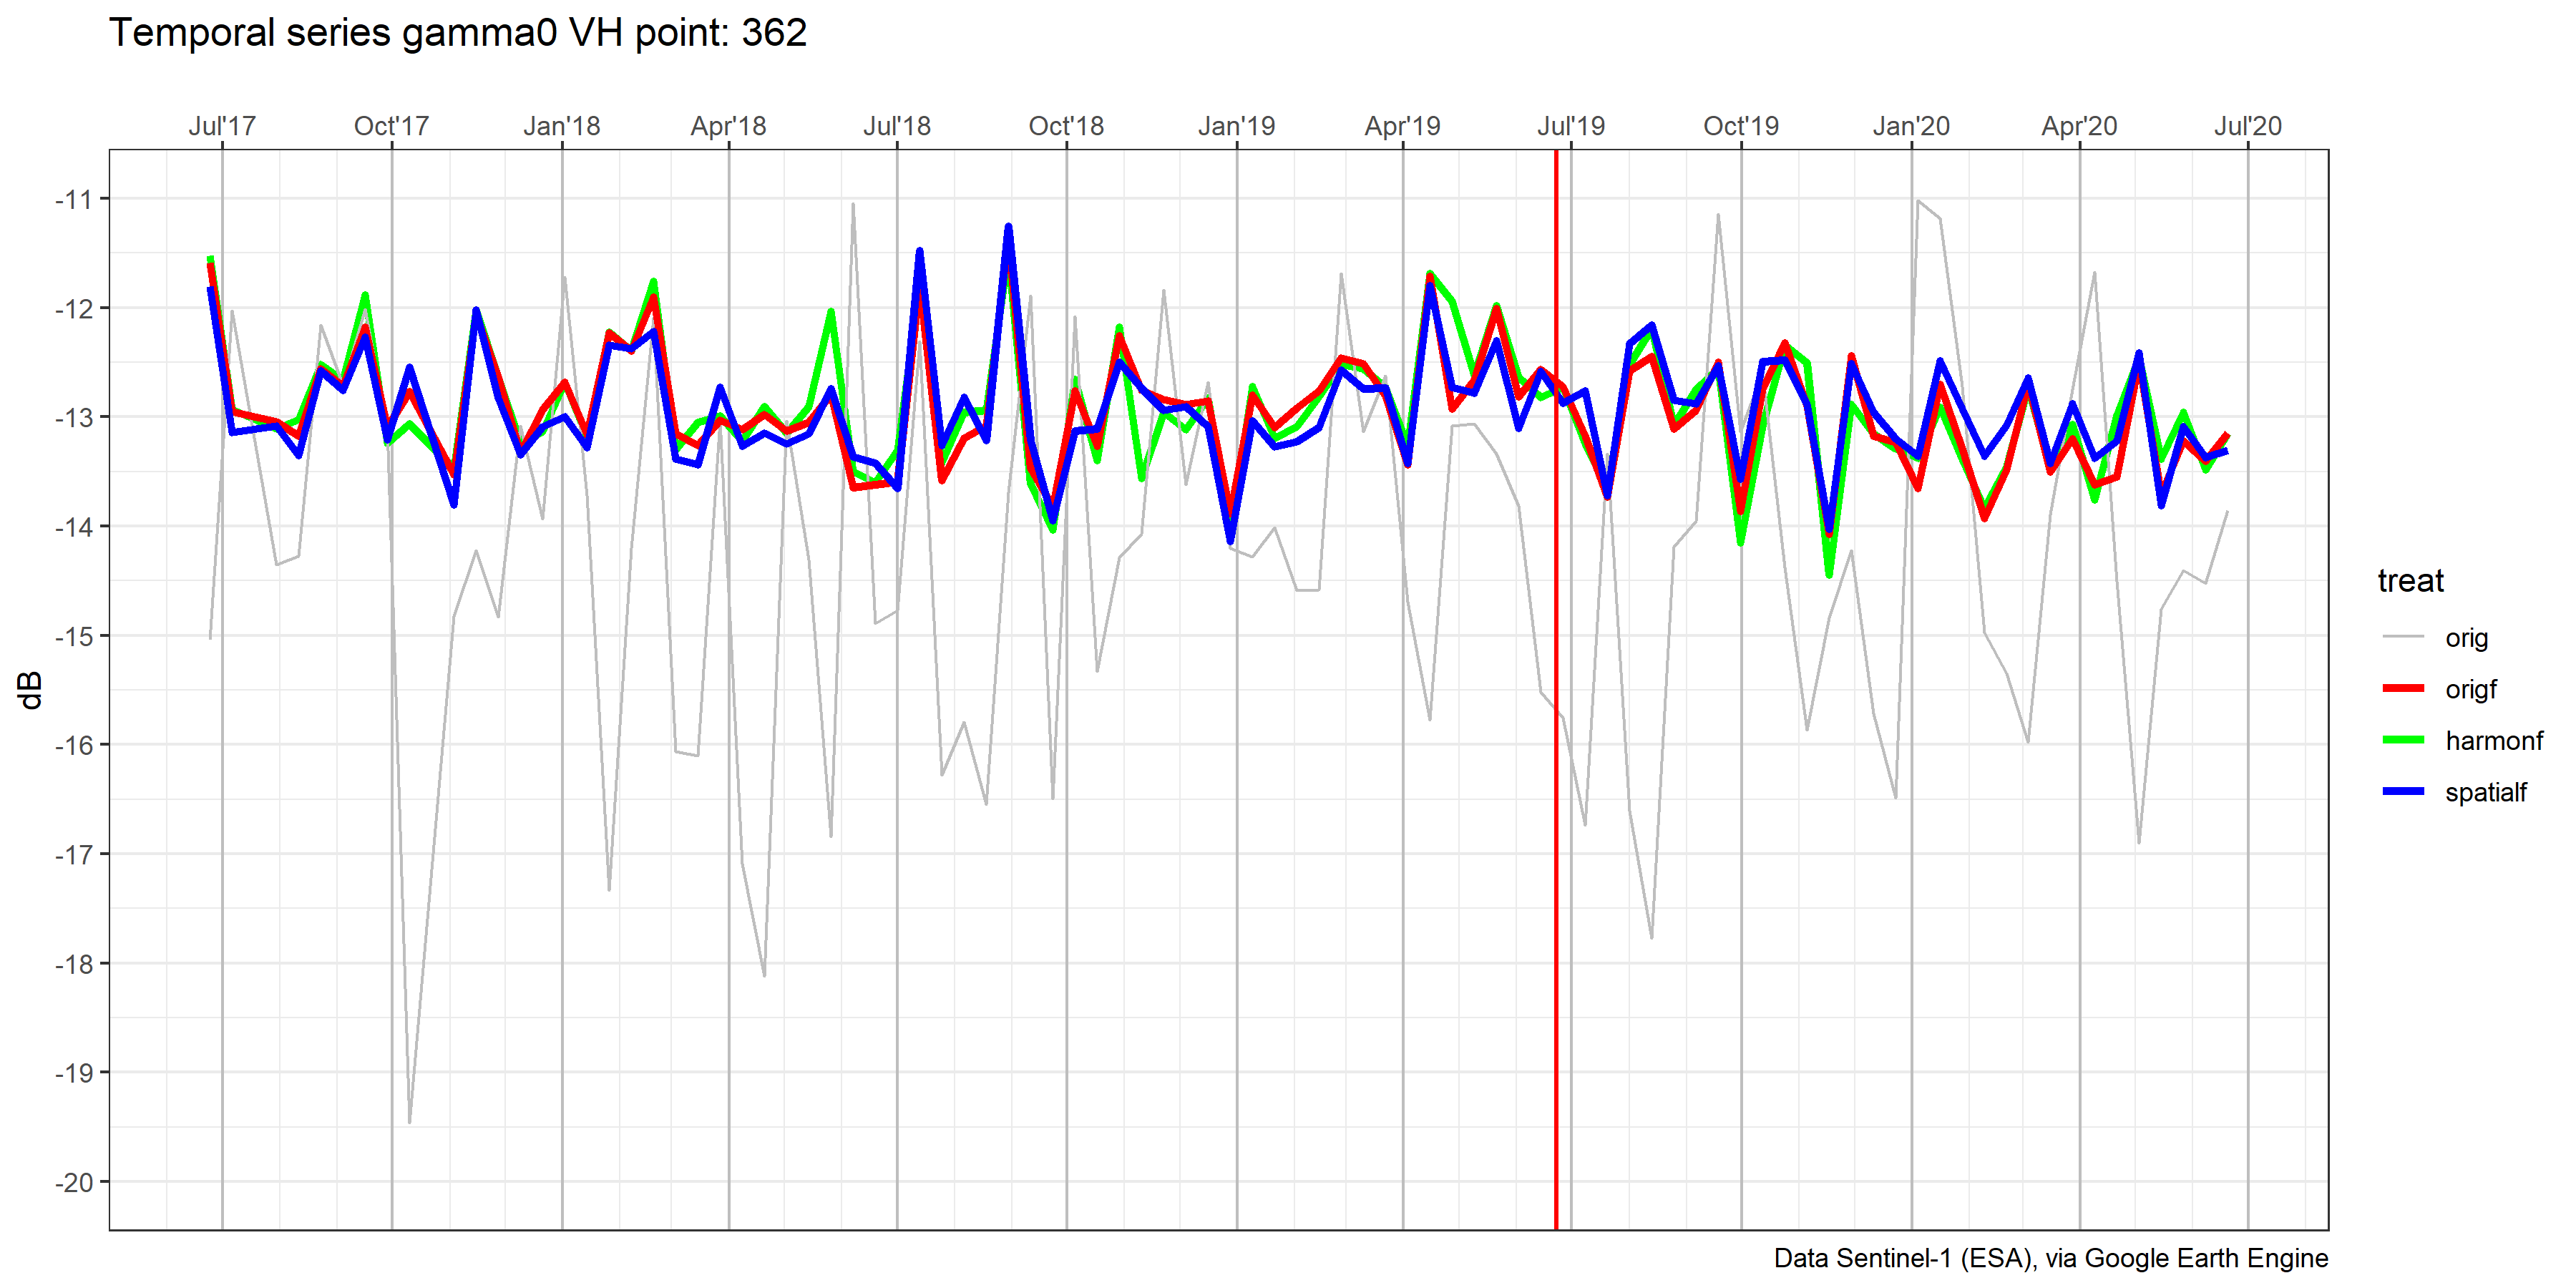 Temporal series gamma0 VH point: 362
Jul'17 Oct'17 Jan'18 Apr'18 Jul'18 Oct'18 Jan'19 Apr'19 Jul'19 Oct'19 Jan'20 Apr'20 Jul'20
-11
-12
-13
-14
-15
-16
-17
-18
-19
-20
dB
treat
orig
origf
harmonf
spatialf
Data Sentinel-1 (ESA), via Google Earth Engine